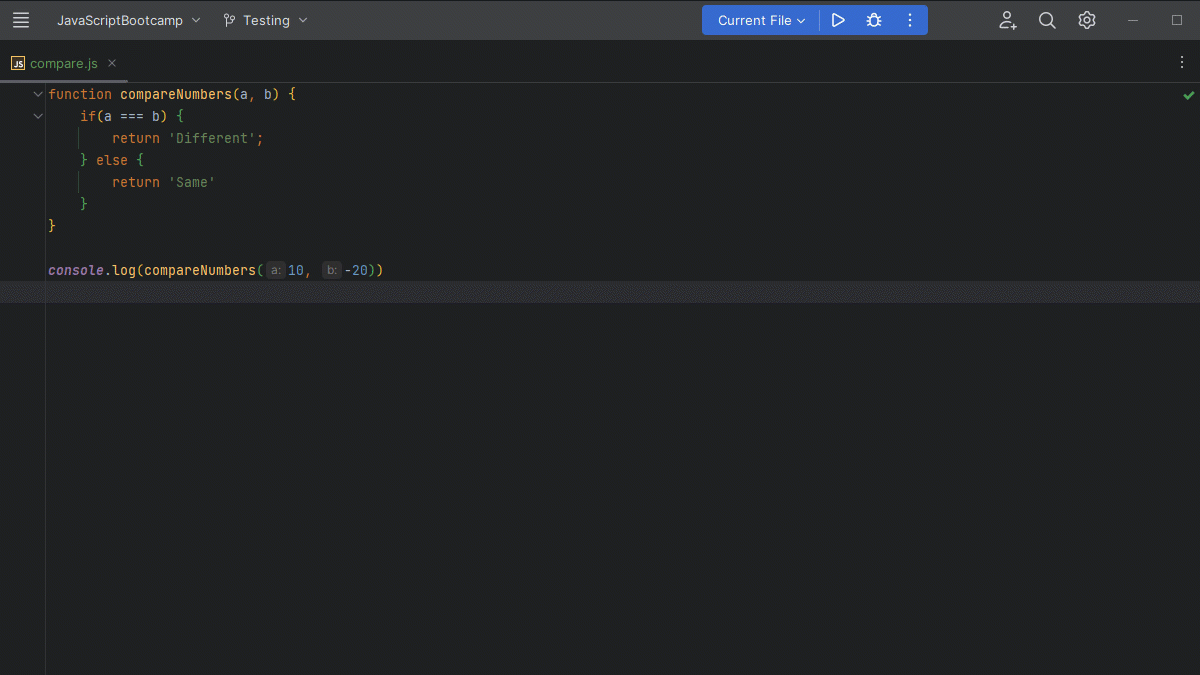 JavaScriptBootcamp Testing Current File
JS compare.js
function compareNumbers(a, b) {
    if(a === b) {
        return 'Different';
    } else {
        return 'Same'
    }
}
console.log(compareNumbers( a: 10, b: -20))